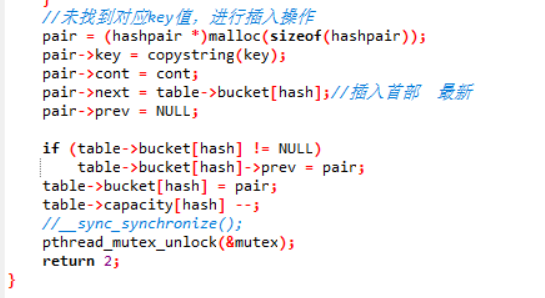 }
//未找到对应key值，进行插入操作
pair = (hashpair *)malloc(sizeof(hashpair));
pair->key = copystring(key);
pair->cont = cont;
pair->next = table->bucket[hash];//插入首部 最新
pair->prev = NULL;
if (table->bucket[hash] != NULL)
table->bucket[hash]->prev = pair;
table->bucket[hash] = pair;
table->capacity[hash] --;
//__sync_synchronize();
pthread_mutex_unlock(&mutex);
return 2;
}